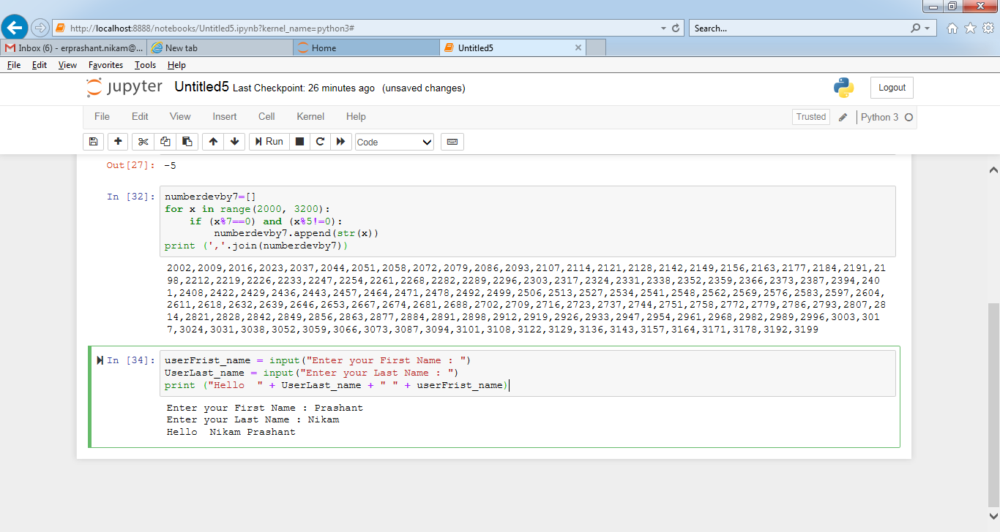 http://localhost:8888/notebooks/Untitled5.ipynb?kernel_name=python3#
Search...
Inbox (6) - erprashant.nikam@...
New tab
Home
Untitled5
File Edit View Favorites Tools Help
jupyter Untitled5 Last Checkpoint: 26 minutes ago (unsaved changes)
Logout
File Edit View Insert Cell Kernel Help
Trusted
Python 3
Run
Code
Out[27]: -5
In [32]: numberdevby7=[]
for x in range(2000, 3200):
    if (x%7==0) and (x%5!=0):
        numberdevby7.append(str(x))
print (','.join(numberdevby7))
2002,2009,2016,2023,2037,2044,2051,2058,2072,2079,2086,2093,2107,2114,2121,2128,2142,2149,2156,2163,2177,2184,2191,21
98,2212,2219,2226,2233,2247,2254,2261,2268,2282,2289,2296,2303,2317,2324,2331,2338,2352,2359,2366,2373,2387,2394,240
1,2408,2422,2429,2436,2443,2457,2464,2471,2478,2492,2499,2506,2513,2527,2534,2541,2548,2562,2569,2576,2583,2597,2604,
2611,2618,2632,2639,2646,2653,2667,2674,2681,2688,2702,2709,2716,2723,2737,2744,2751,2758,2772,2779,2786,2793,2807,28
14,2821,2828,2842,2849,2856,2863,2877,2884,2891,2898,2912,2919,2926,2933,2947,2954,2961,2968,2982,2989,2996,3003,301
7,3024,3031,3038,3052,3059,3066,3073,3087,3094,3101,3108,3122,3129,3136,3143,3157,3164,3171,3178,3192,3199
In [34]: userFrist_name = input("Enter your First Name : ")
UserLast_name = input("Enter your Last Name : ")
print ("Hello  " + UserLast_name + " " + userFrist_name)
Enter your First Name : Prashant
Enter your Last Name : Nikam
Hello  Nikam Prashant